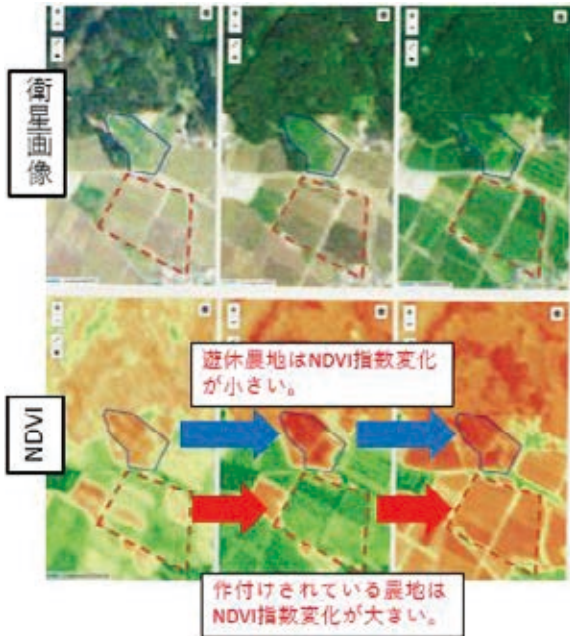 衛星画像
遊休農地はNDVI指数変化
が小さい。
NDVI
作付けされている農地は
NDVI指数変化が大きい。